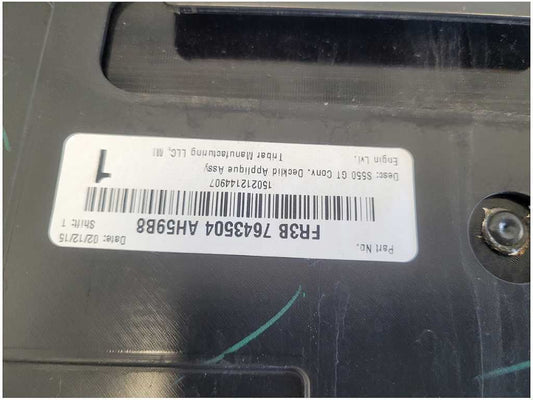 Part No.
FR3B 7643504 AH59B8
Date: 02/12/15
Shift: 1
150212144907
Desc: S550 GT Conv. Decklid Applique Assy
Engin Lvl.
Tribar Manufacturing LLC, MI
1